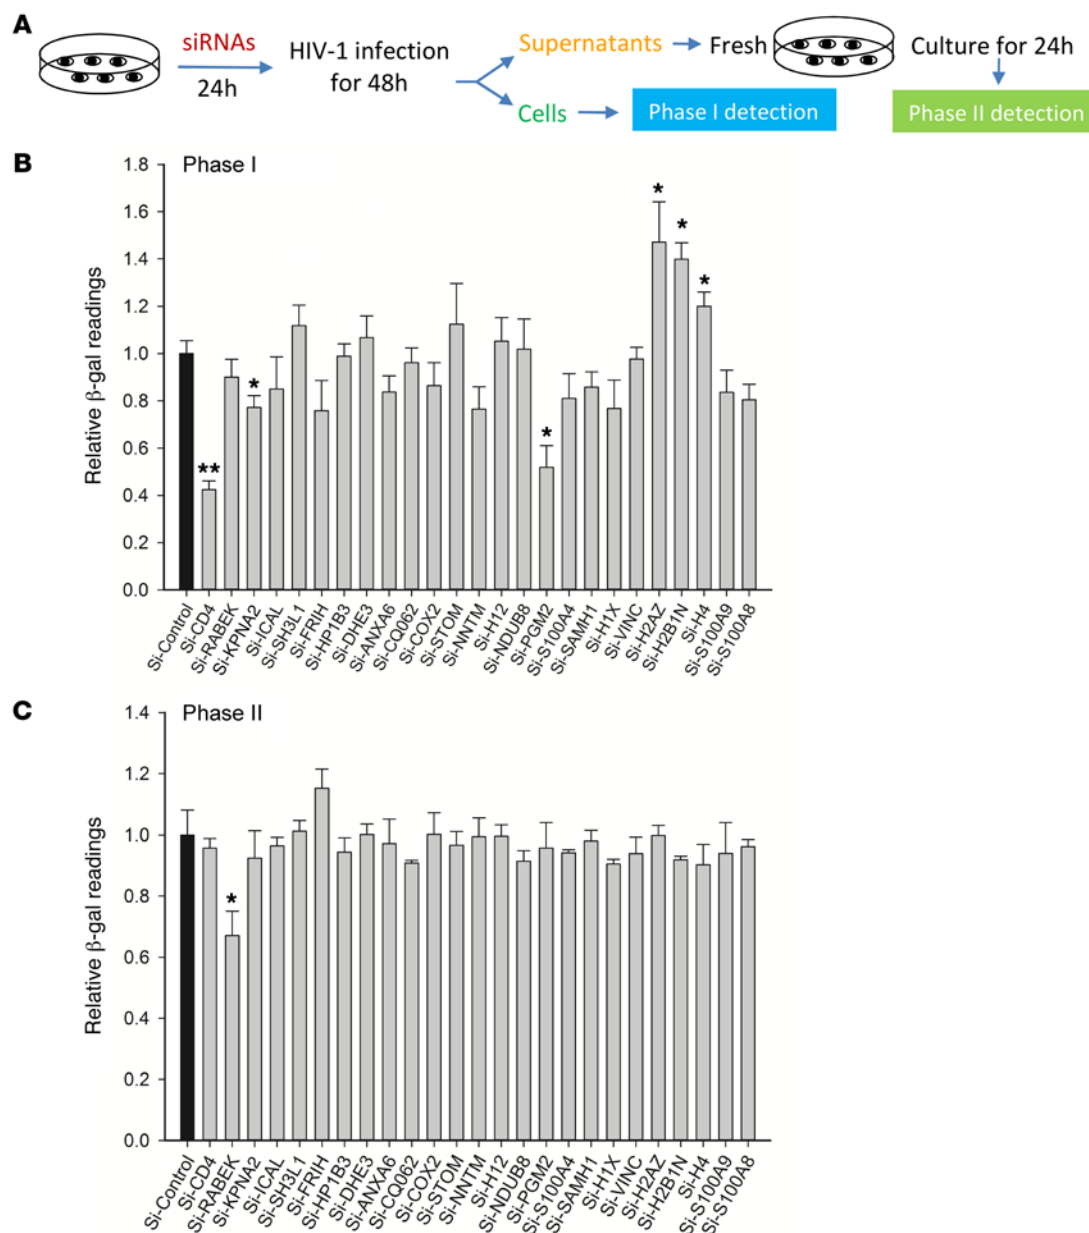 A
siRNAs
24h
HIV-1 infection
for 48h
Supernatants
Fresh
Culture for 24h
Cells
Phase I detection
Phase II detection
B
Phase I
Relative β-gal readings
1.8
1.6
1.4
1.2
1.0
0.8
0.6
0.4
0.2
0.0
**
*
*
*
*
*
Si-Control
Si-CD4
Si-RABEK
Si-KPNA2
Si-ICAL
Si-SH3L1
Si-FRIH
Si-HP1B3
Si-DHE3
Si-ANXA6
Si-CQ062
Si-COX2
Si-STOM
Si-NNTM
Si-H12
Si-NDUB8
Si-PGM2
Si-S100A4
Si-SAMH1
Si-H1X
Si-VINC
Si-H2AZ
Si-H2B1N
Si-H4
Si-S100A9
Si-S100A8
C
Phase II
Relative β-gal readings
1.4
1.2
1.0
0.8
0.6
0.4
0.2
0.0
*
Si-Control
Si-CD4
Si-RABEK
Si-KPNA2
Si-ICAL
Si-SH3L1
Si-FRIH
Si-HP1B3
Si-DHE3
Si-ANXA6
Si-CQ062
Si-COX2
Si-STOM
Si-NNTM
Si-H12
Si-NDUB8
Si-PGM2
Si-S100A4
Si-SAMH1
Si-H1X
Si-VINC
Si-H2AZ
Si-H2B1N
Si-H4
Si-S100A9
Si-S100A8